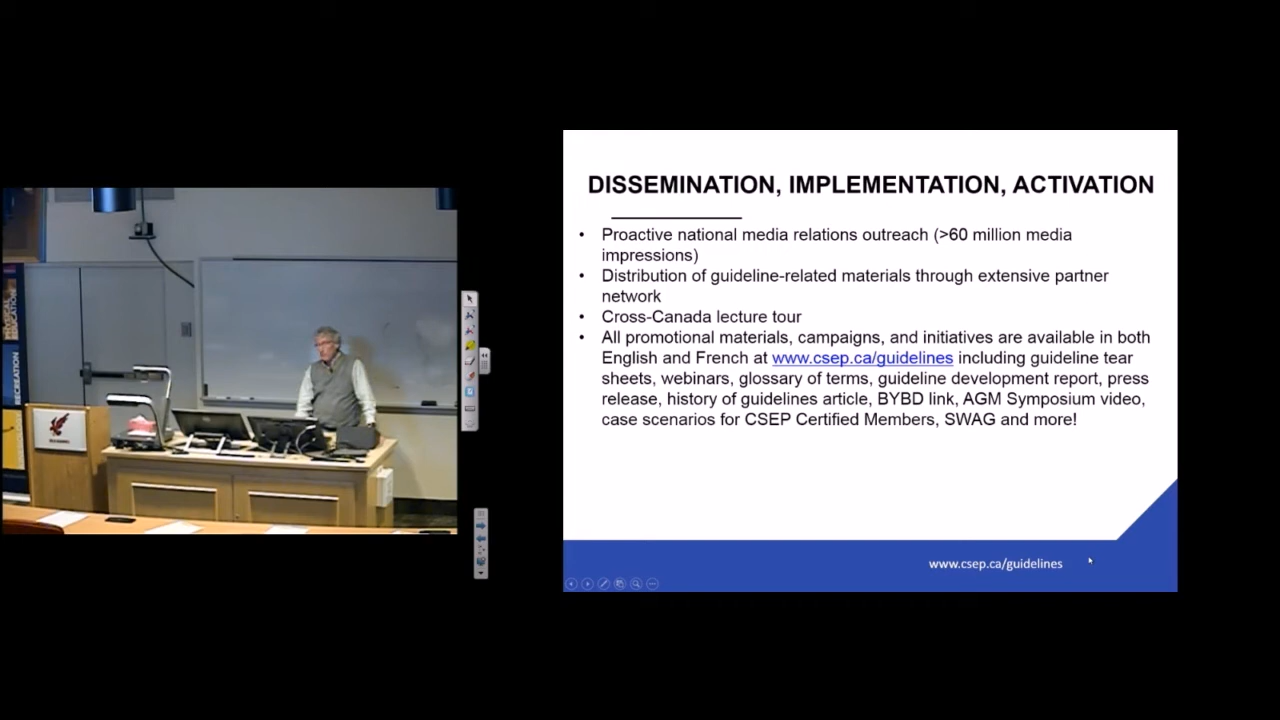 PHYSICAL
EDUCATION
RECREATION
DISSEMINATION, IMPLEMENTATION, ACTIVATION
• Proactive national media relations outreach (>60 million media
impressions)
• Distribution of guideline-related materials through extensive partner
network
• Cross-Canada lecture tour
• All promotional materials, campaigns, and initiatives are available in both
English and French at www.csep.ca/guidelines including guideline tear
sheets, webinars, glossary of terms, guideline development report, press
release, history of guidelines article, BYBD link, AGM Symposium video,
case scenarios for CSEP Certified Members, SWAG and more!
www.csep.ca/guidelines